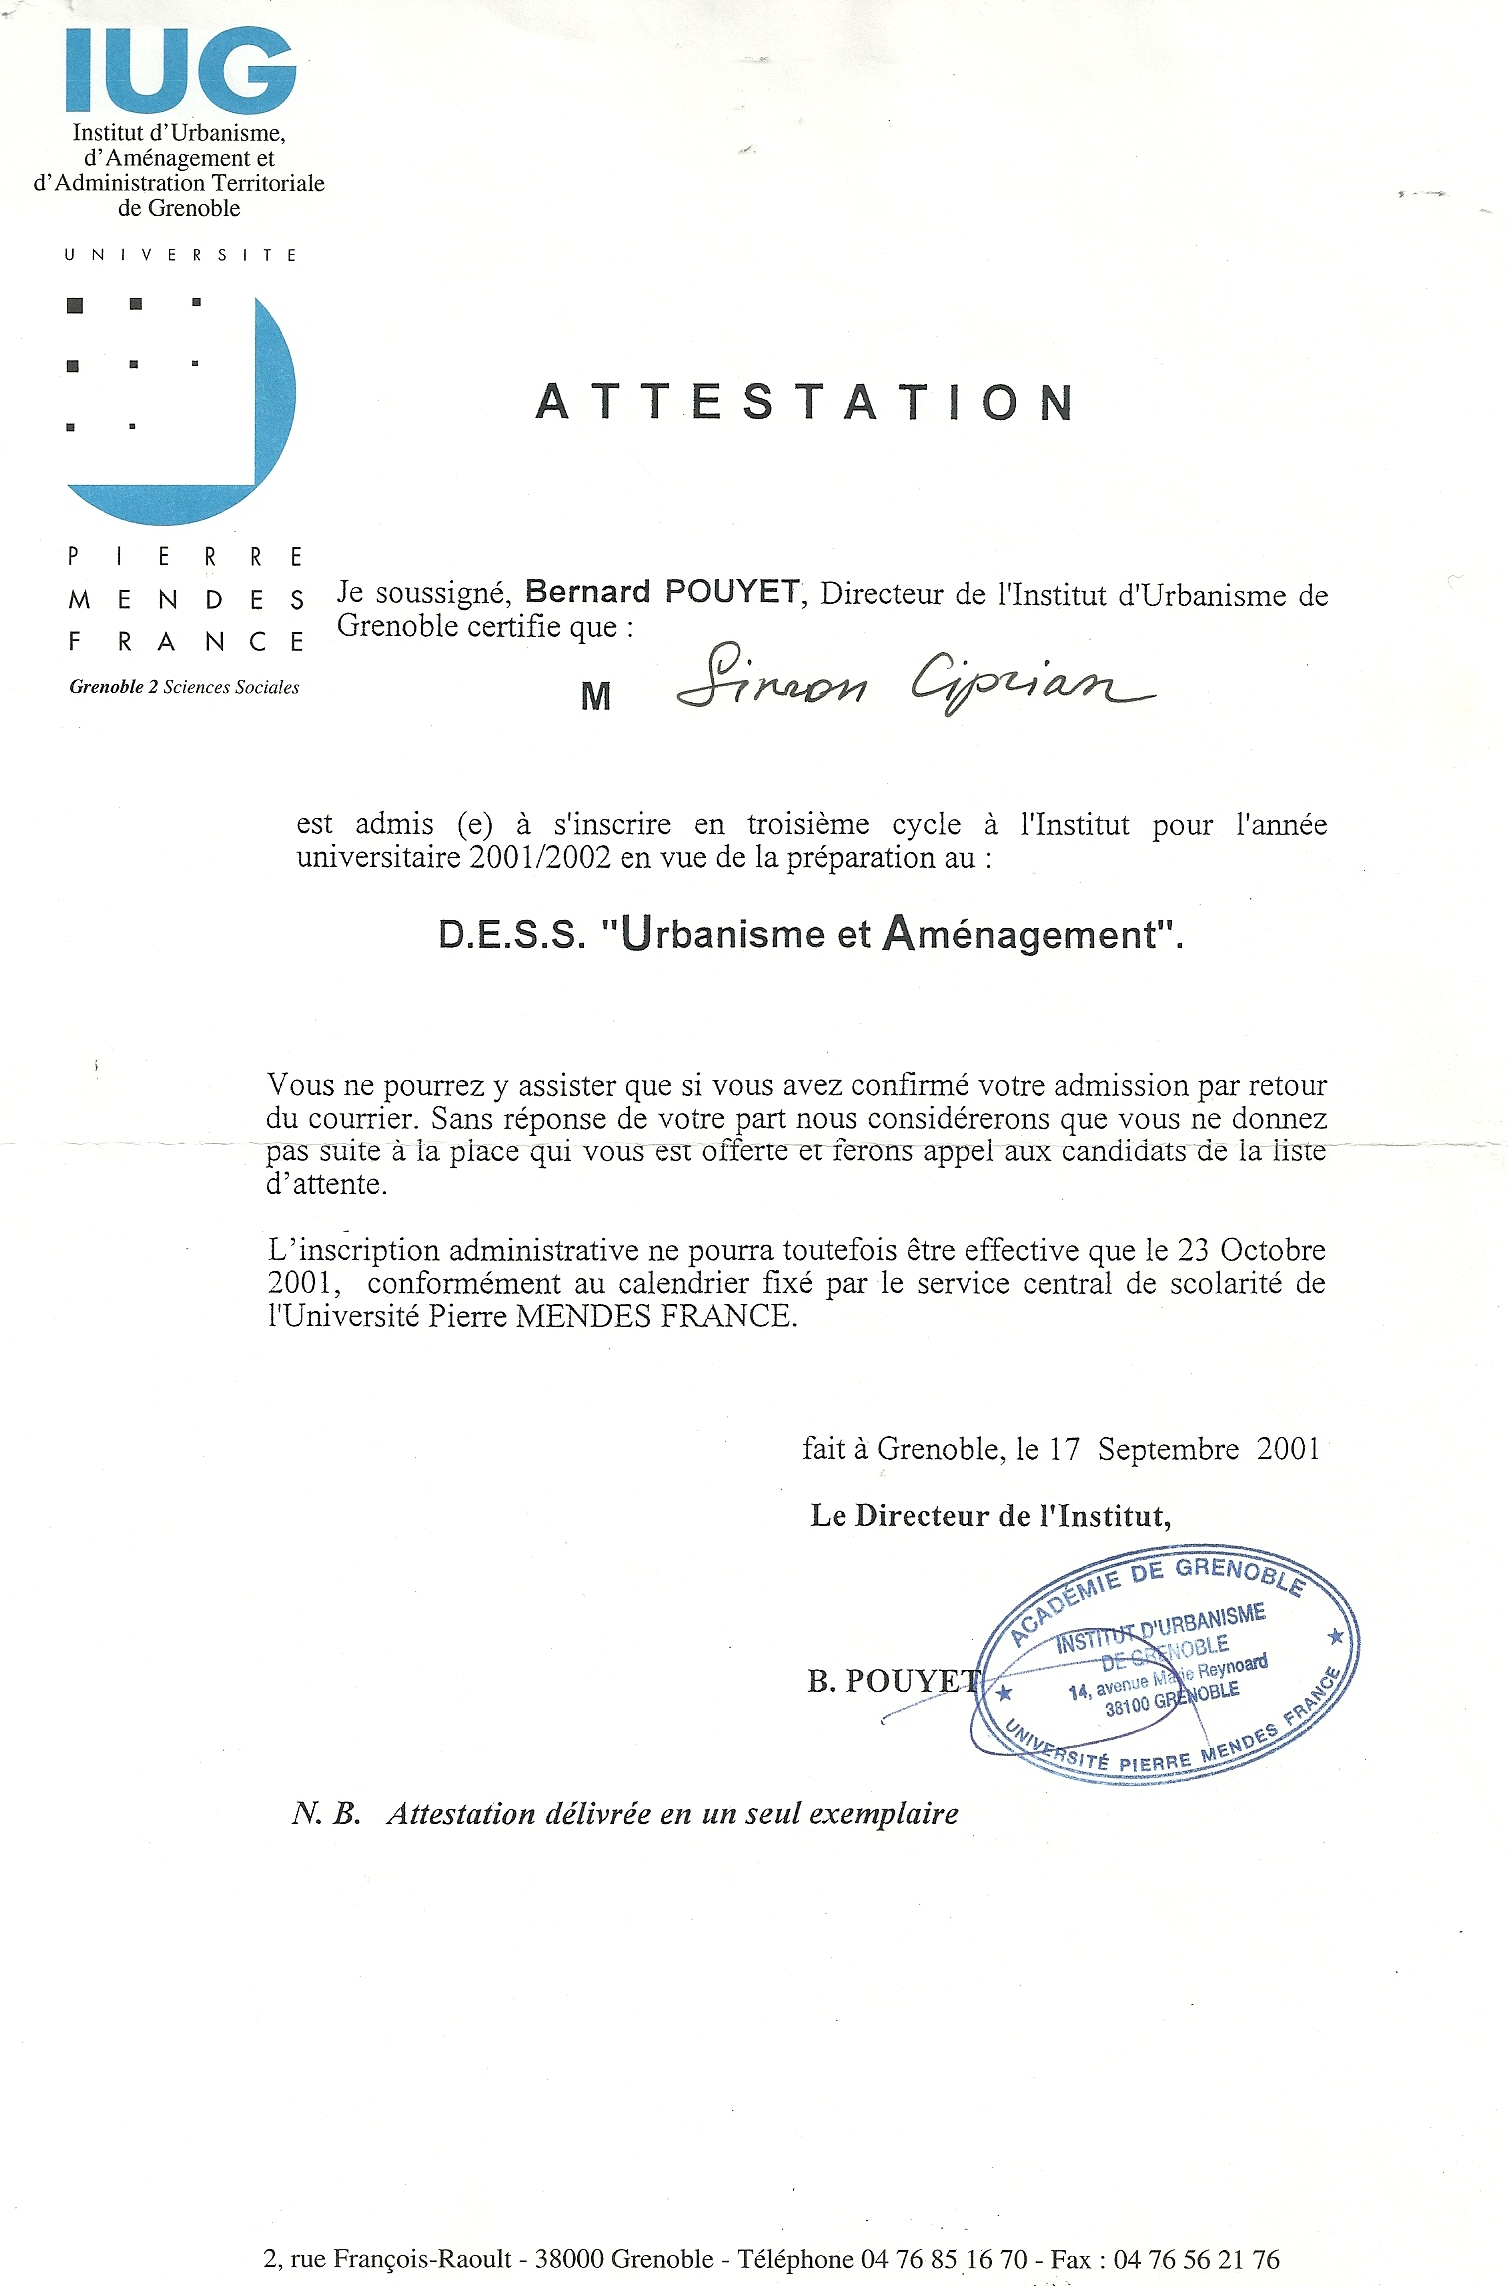 IUG
Institut d'Urbanisme,
d'Aménagement et
d'Administration Territoriale
de Grenoble
UNIVERSITE
PIERRE
MENDES
FRANCE
Grenoble 2 Sciences Sociales
ATTESTATION
Je soussigné, Bernard POUYET, Directeur de l'Institut d'Urbanisme de
Grenoble certifie que :
M Simon Ciprian
est admis (e) à s'inscrire en troisième cycle à l'Institut pour l'année
universitaire 2001/2002 en vue de la préparation au :
D.E.S.S. "Urbanisme et Aménagement".
Vous ne pourrez y assister que si vous avez confirmé votre admission par retour
du courrier. Sans réponse de votre part nous considérerons que vous ne donnez
pas suite à la place qui vous est offerte et ferons appel aux candidats de la liste
d'attente.
L'inscription administrative ne pourra toutefois être effective que le 23 Octobre
2001, conformément au calendrier fixé par le service central de scolarité de
l'Université Pierre MENDES FRANCE.
fait à Grenoble, le 17 Septembre 2001
Le Directeur de l'Institut,
B. POUYET
ACADÉMIE DE GRENOBLE
INSTITUT D'URBANISME
DE GRENOBLE
14, avenue Marie Reynoard
38100 GRENOBLE
UNIVERSITÉ PIERRE MENDES FRANCE
N. B. Attestation délivrée en un seul exemplaire
2, rue François-Raoult - 38000 Grenoble - Téléphone 04 76 85 16 70 - Fax : 04 76 56 21 76